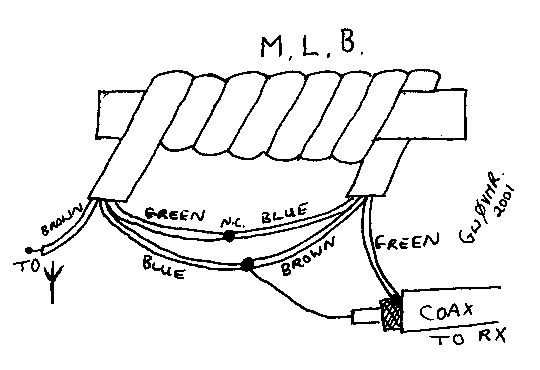 M.L.B.
BROWN
GREEN
N.C.
BLUE
BLUE
BROWN
GREEN
GWØVMR.
2001
TO
COAX
TO RX